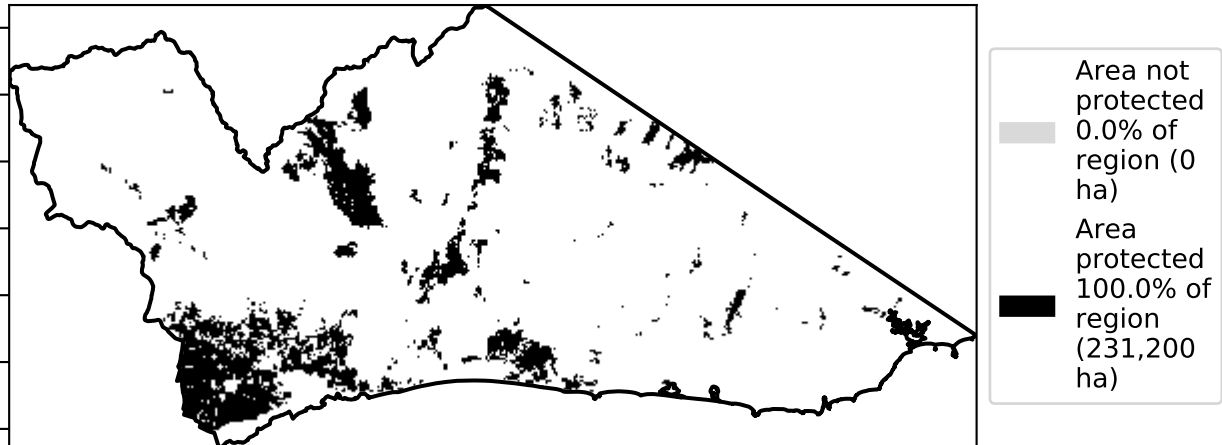 Area not
protected
0.0% of
region (0
ha)
Area
protected
100.0% of
region
(231,200
ha)